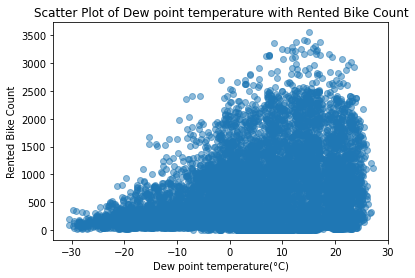 Scatter Plot of Dew point temperature with Rented Bike Count
3500
3000
2500
2000
1500
1000
500
0
Rented Bike Count
−30 −20 −10 0 10 20 30
Dew point temperature(°C)